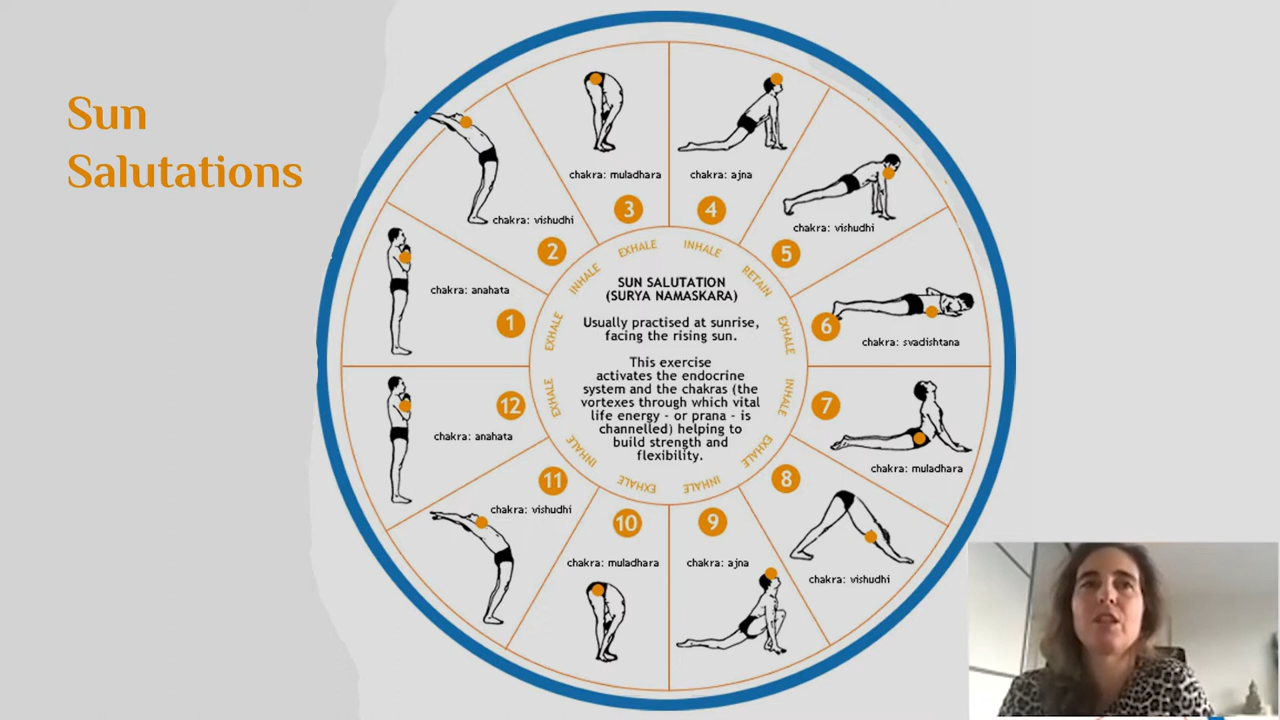 Sun
Salutations
chakra: anahata
1
EXHALE
chakra: vishudhi
2
INHALE
chakra: muladhara
3
EXHALE
chakra: ajna
4
INHALE
chakra: vishudhi
5
RETAIN
6
chakra: svadishtana
EXHALE
7
chakra: muladhara
INHALE
8
chakra: vishudhi
EXHALE
9
chakra: ajna
INHALE
10
chakra: muladhara
EXHALE
11
chakra: vishudhi
INHALE
12
chakra: anahata
EXHALE
SUN SALUTATION
(SURYA NAMASKARA)
Usually practised at sunrise,
facing the rising sun.
This exercise
activates the endocrine
system and the chakras (the
vortexes through which vital
life energy - or prana - is
channelled) helping to
build strength and
flexibility.